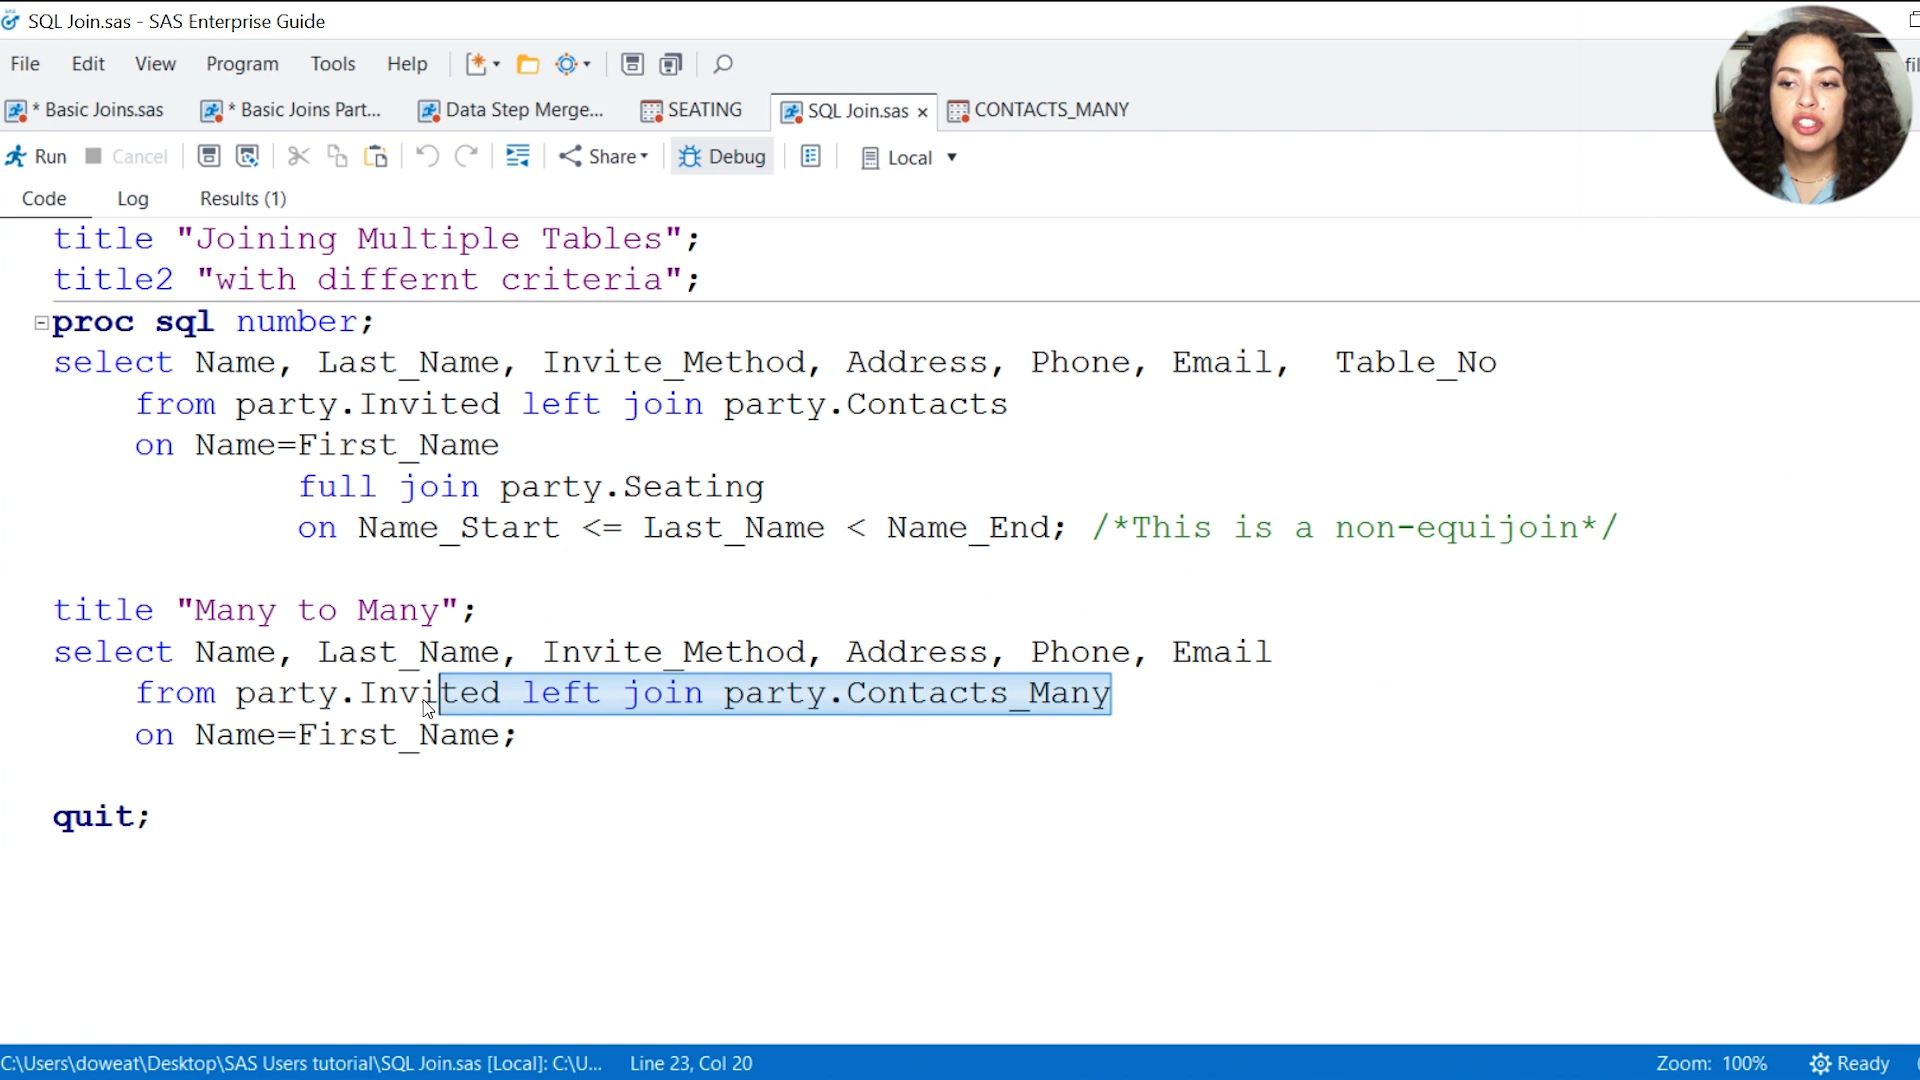 SQL Join.sas - SAS Enterprise Guide
File Edit View Program Tools Help
* Basic Joins.sas * Basic Joins Part... Data Step Merge... SEATING SQL Join.sas × CONTACTS_MANY
Run Cancel Share Debug Local
Code Log Results (1)
title "Joining Multiple Tables";
title2 "with differnt criteria";
proc sql number;
select Name, Last_Name, Invite_Method, Address, Phone, Email, Table_No
from party.Invited left join party.Contacts
on Name=First_Name
full join party.Seating
on Name_Start <= Last_Name < Name_End; /*This is a non-equijoin*/
title "Many to Many";
select Name, Last_Name, Invite_Method, Address, Phone, Email
from party.Invited left join party.Contacts_Many
on Name=First_Name;
quit;
C:\Users\doweat\Desktop\SAS Users tutorial\SQL Join.sas [Local]: C:\U... Line 23, Col 20 Zoom: 100% Ready